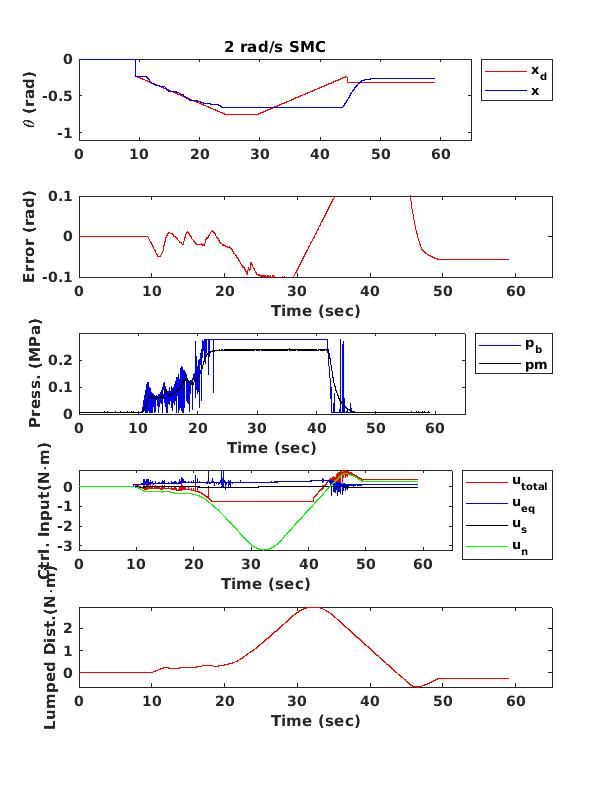 2 rad/s SMC
θ (rad)
0
-0.5
-1
0 10 20 30 40 50 60
x_d
x
Error (rad)
0.1
0
-0.1
0 10 20 30 40 50 60
Time (sec)
Press. (MPa)
0.2
0.1
0
0 10 20 30 40 50 60
Time (sec)
p_b
pm
Ctrl. Input(N·m)
0
-1
-2
-3
0 10 20 30 40 50 60
Time (sec)
u_total
u_eq
u_s
u_n
Lumped Dist.(N·m)
2
1
0
0 10 20 30 40 50 60
Time (sec)